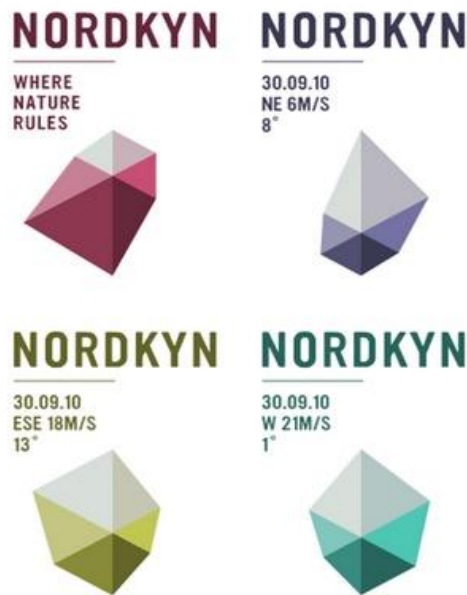 NORDKYN
WHERE
NATURE
RULES
NORDKYN
30.09.10
NE 6M/S
8°
NORDKYN
30.09.10
ESE 18M/S
13°
NORDKYN
30.09.10
W 21M/S
1°